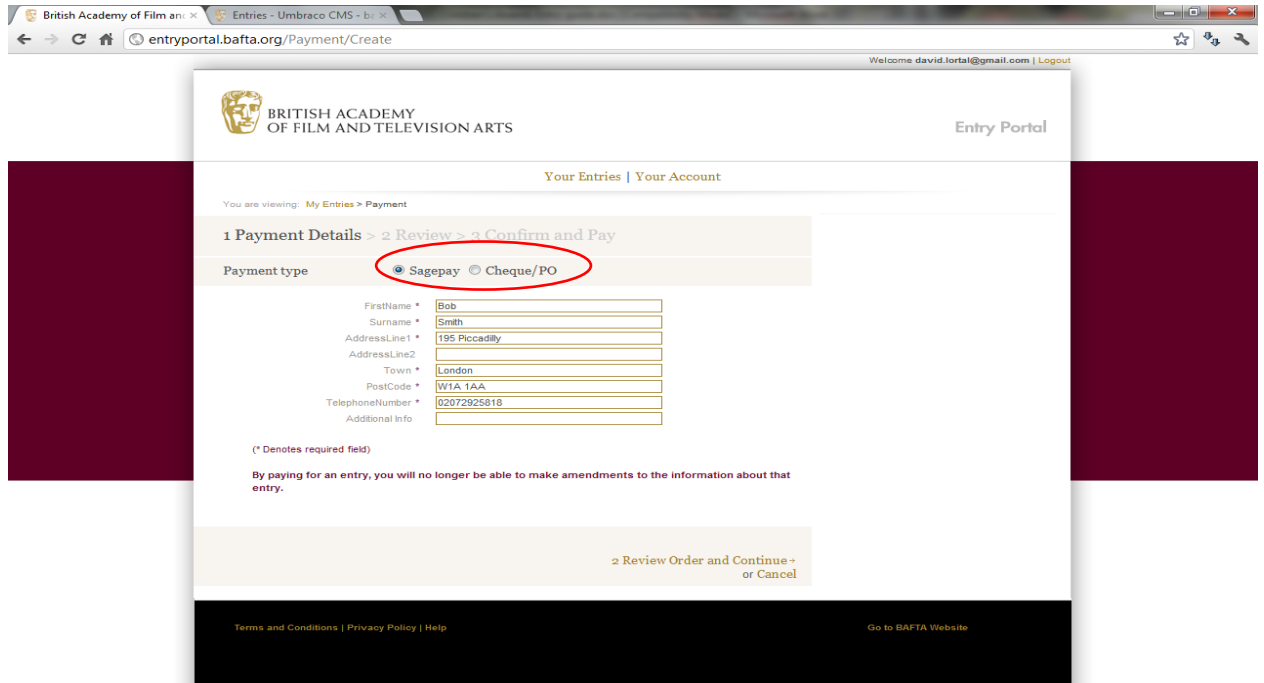 British Academy of Film and
Entries - Umbraco CMS - ba
entryportal.bafta.org/Payment/Create
Welcome david.lortal@gmail.com | Logout
BRITISH ACADEMY
OF FILM AND TELEVISION ARTS
Entry Portal
Your Entries | Your Account
You are viewing: My Entries > Payment
1 Payment Details > 2 Review > 3 Confirm and Pay
Payment type Sagepay Cheque/PO
FirstName * Bob
Surname * Smith
AddressLine1 * 195 Piccadilly
AddressLine2
Town * London
PostCode * W1A 1AA
TelephoneNumber * 02072925818
Additional Info
(* Denotes required field)
By paying for an entry, you will no longer be able to make amendments to the information about that
entry.
2 Review Order and Continue→
or Cancel
Terms and Conditions | Privacy Policy | Help
Go to BAFTA Website